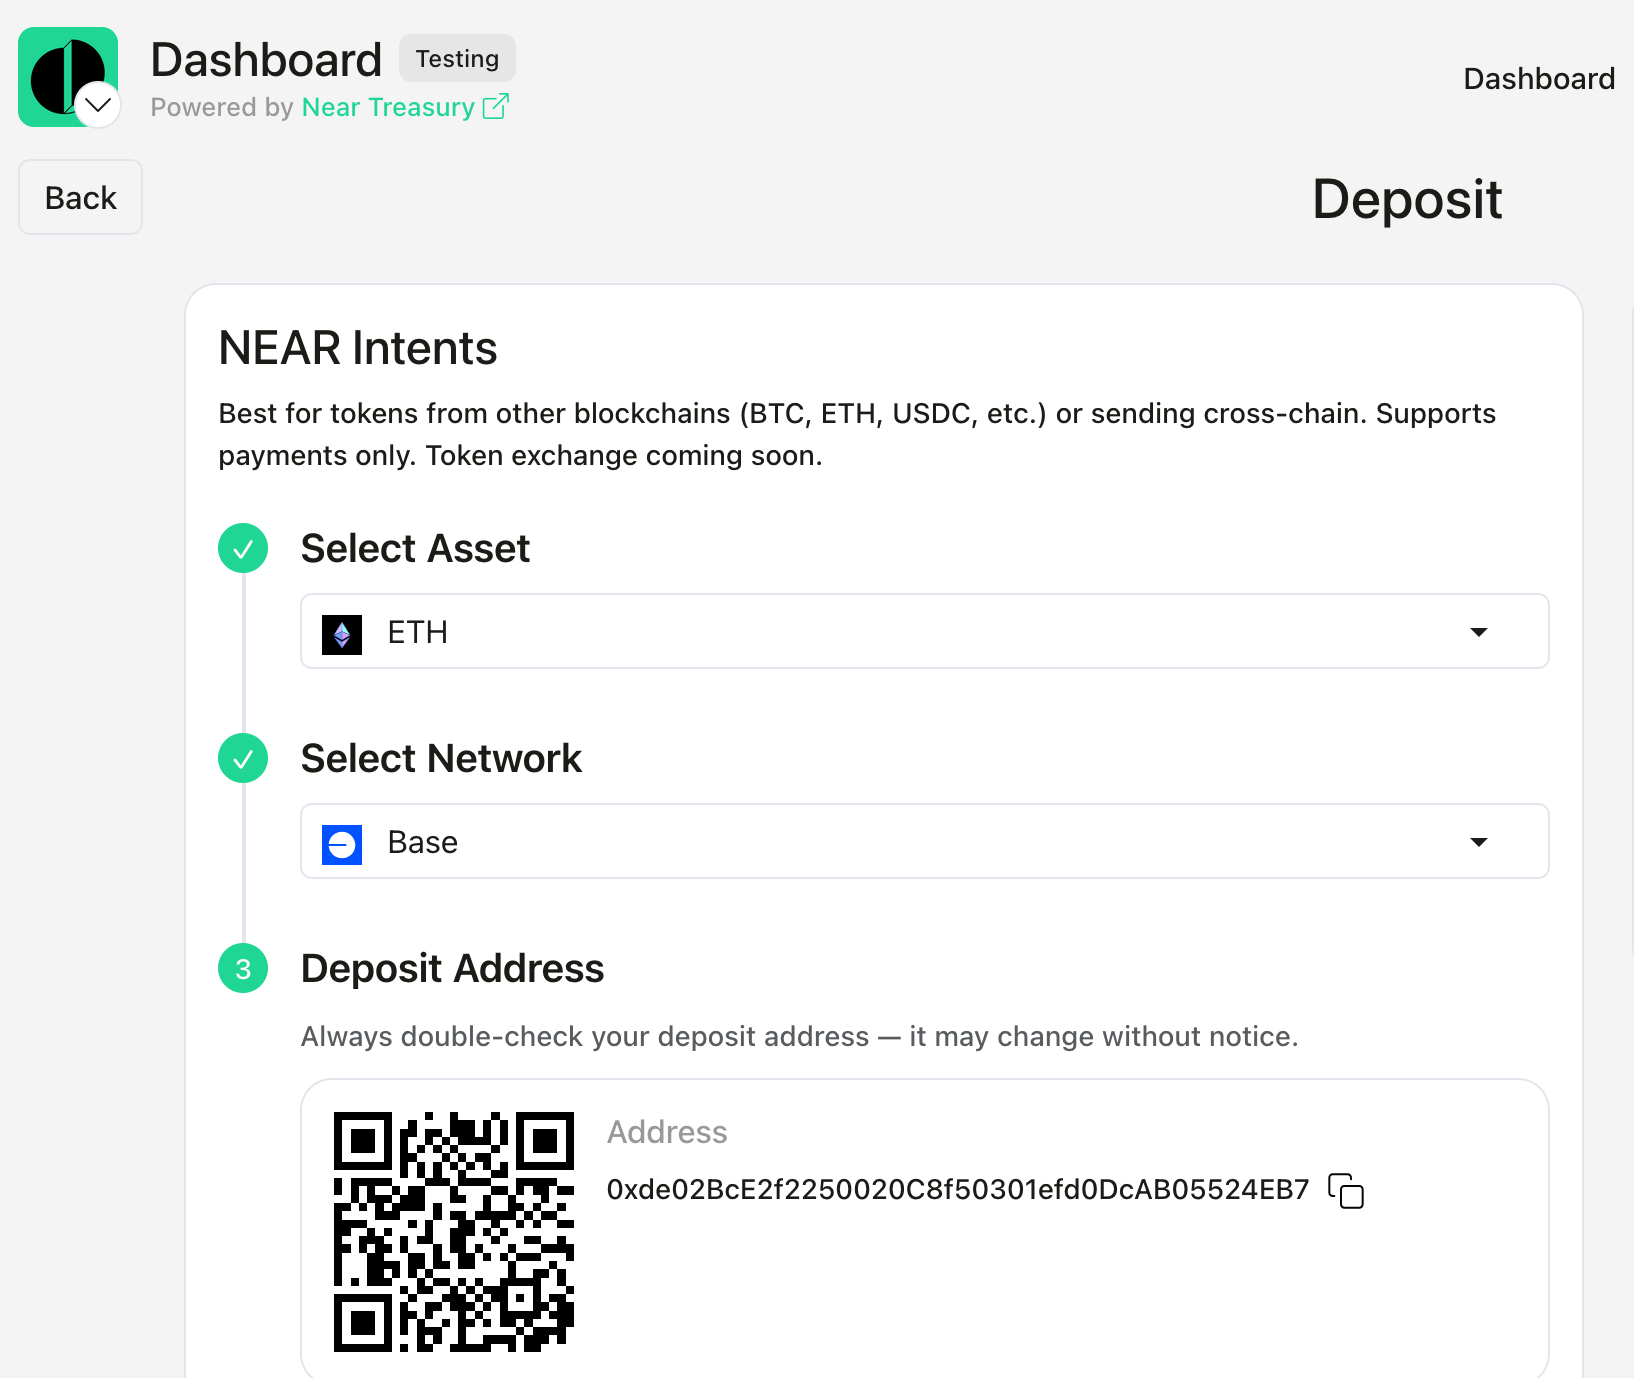 Dashboard Testing
Powered by Near Treasury
Dashboard
Back
Deposit
NEAR Intents
Best for tokens from other blockchains (BTC, ETH, USDC, etc.) or sending cross-chain. Supports
payments only. Token exchange coming soon.
Select Asset
ETH
Select Network
Base
3 Deposit Address
Always double-check your deposit address — it may change without notice.
Address
0xde02BcE2f2250020C8f50301efd0DcAB05524EB7